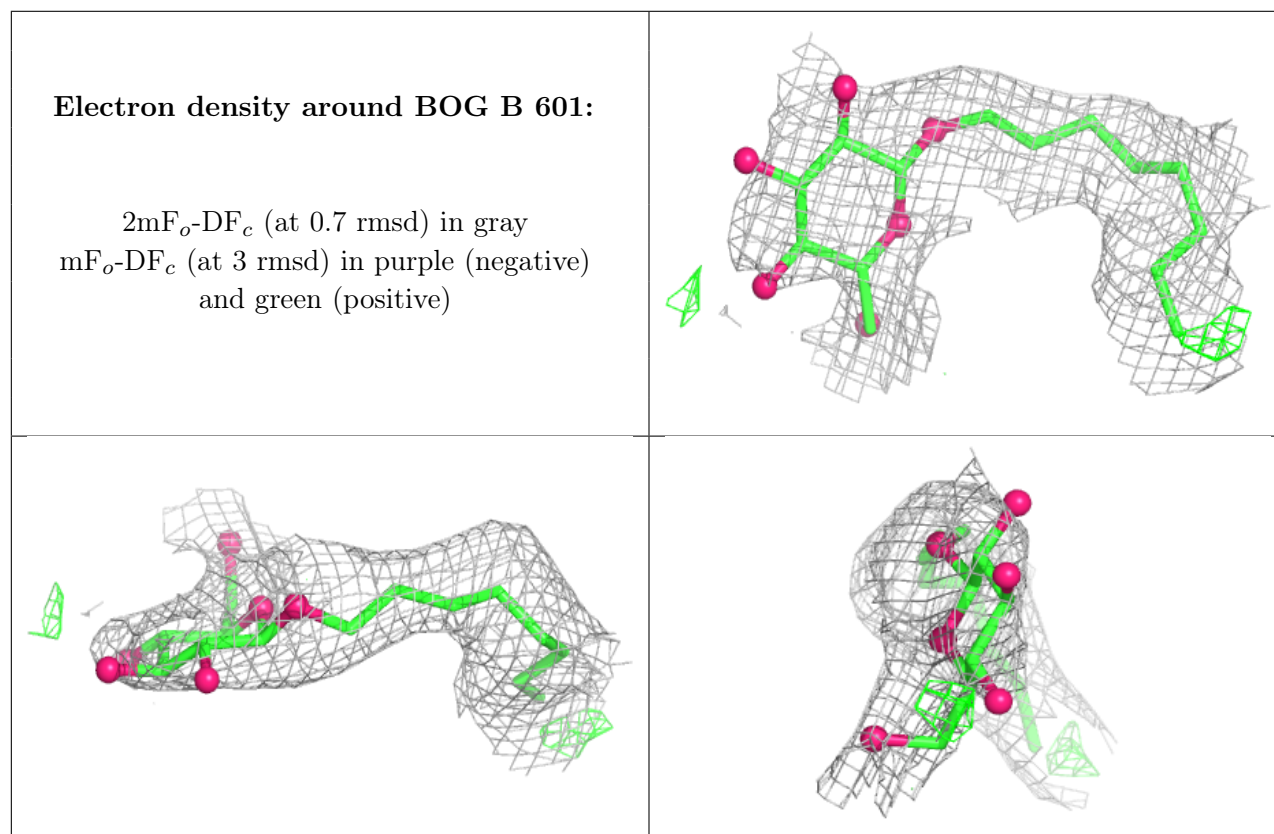 Electron density around BOG B 601:
2mFo-DFc (at 0.7 rmsd) in gray
mFo-DFc (at 3 rmsd) in purple (negative)
and green (positive)